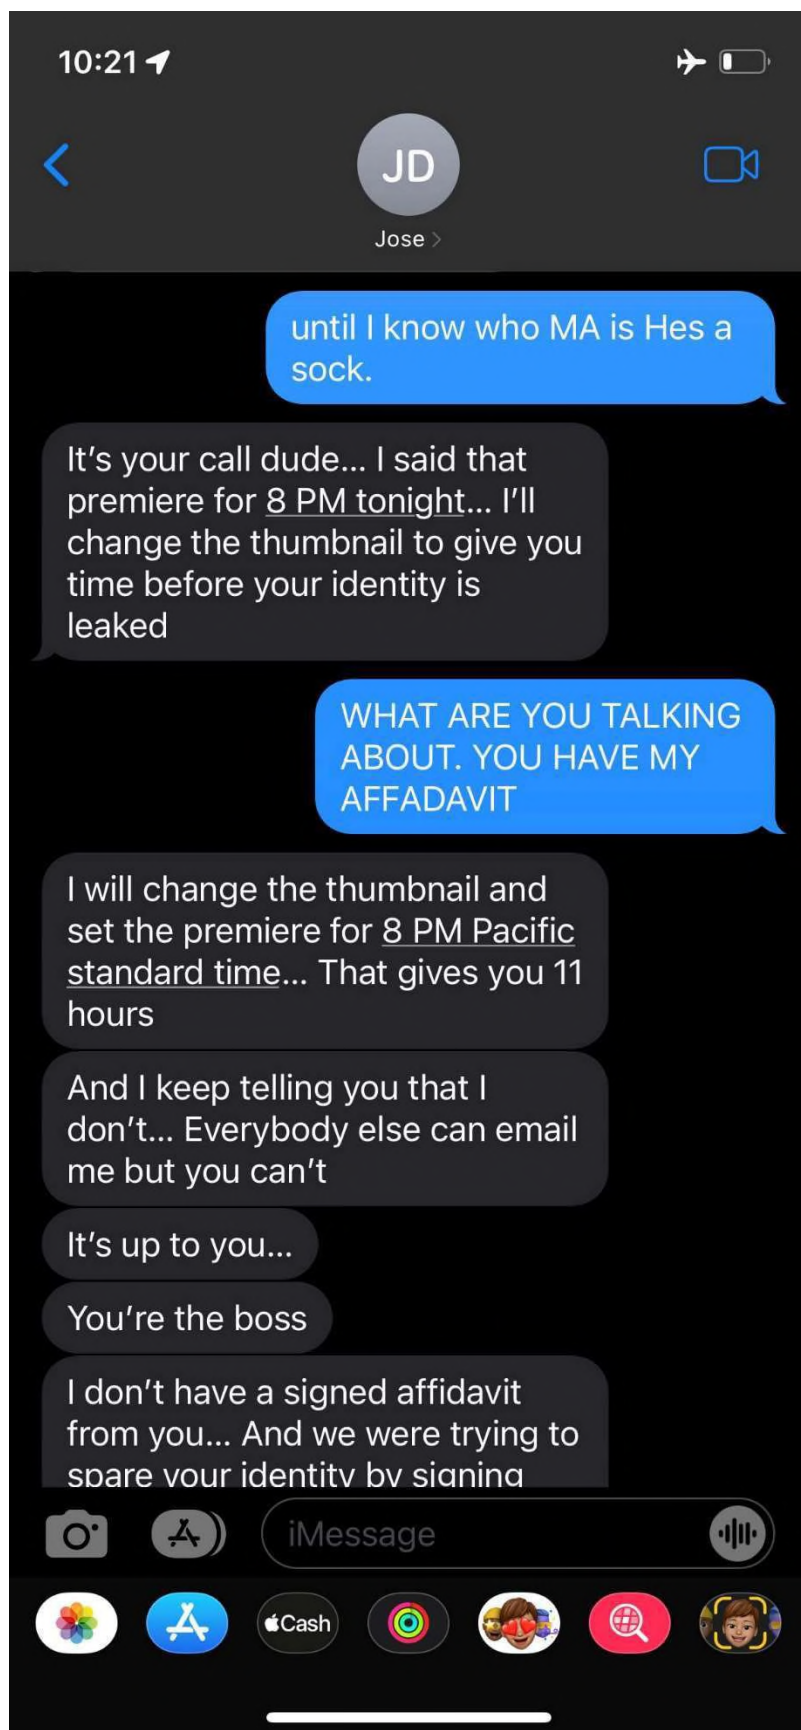 10:21
JD
Jose
until I know who MA is Hes a
sock.
It's your call dude... I said that
premiere for 8 PM tonight... I'll
change the thumbnail to give you
time before your identity is
leaked
WHAT ARE YOU TALKING
ABOUT. YOU HAVE MY
AFFADAVIT
I will change the thumbnail and
set the premiere for 8 PM Pacific
standard time... That gives you 11
hours
And I keep telling you that I
don't... Everybody else can email
me but you can't
It's up to you...
You're the boss
I don't have a signed affidavit
from you... And we were trying to
spare your identity by signing
iMessage
Cash